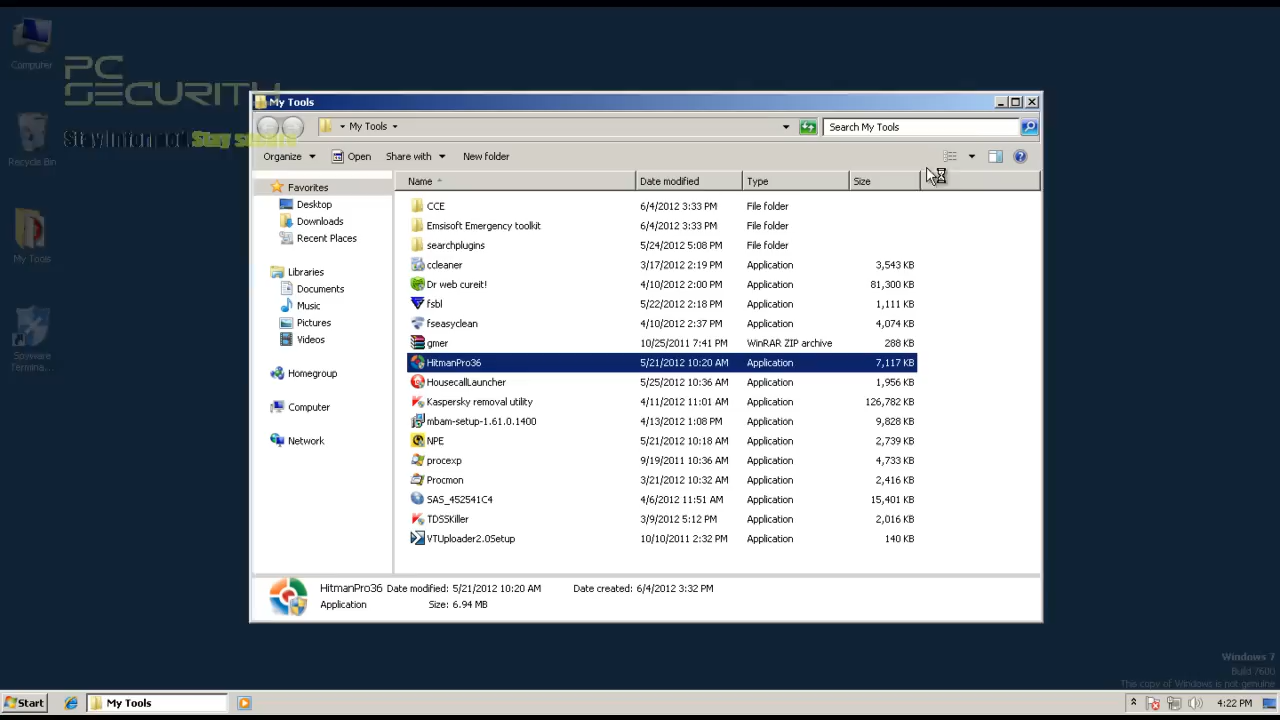 Computer
Recycle Bin
My Tools
Spyware
Termina...
PC
SECURITY
Stay Informed. Stay secure
My Tools
My Tools
Search My Tools
Organize Open Share with New folder
Favorites
Desktop
Downloads
Recent Places
Libraries
Documents
Music
Pictures
Videos
Homegroup
Computer
Network
Name Date modified Type Size
CCE 6/4/2012 3:33 PM File folder
Emsisoft Emergency toolkit 6/4/2012 3:33 PM File folder
searchplugins 5/24/2012 5:08 PM File folder
ccleaner 3/17/2012 2:19 PM Application 3,543 KB
Dr web cureit! 4/10/2012 2:00 PM Application 81,300 KB
fsbl 5/22/2012 2:18 PM Application 1,111 KB
fseasyclean 4/10/2012 2:37 PM Application 4,074 KB
gmer 10/25/2011 7:41 PM WinRAR ZIP archive 288 KB
HitmanPro36 5/21/2012 10:20 AM Application 7,117 KB
HousecallLauncher 5/25/2012 10:36 AM Application 1,956 KB
Kaspersky removal utility 4/11/2012 11:01 AM Application 126,782 KB
mbam-setup-1.61.0.1400 4/13/2012 1:08 PM Application 9,828 KB
NPE 5/21/2012 10:18 AM Application 2,739 KB
procexp 9/19/2011 10:36 AM Application 4,733 KB
Procmon 3/21/2012 10:32 AM Application 2,416 KB
SAS_452541C4 4/6/2012 11:51 AM Application 15,401 KB
TDSSKiller 3/9/2012 5:12 PM Application 2,016 KB
VTUploader2.0Setup 10/10/2011 2:32 PM Application 140 KB
HitmanPro36 Date modified: 5/21/2012 10:20 AM Date created: 6/4/2012 3:32 PM
Application Size: 6.94 MB
Windows 7
Build 7600
This copy of Windows is not genuine
Start My Tools 4:22 PM